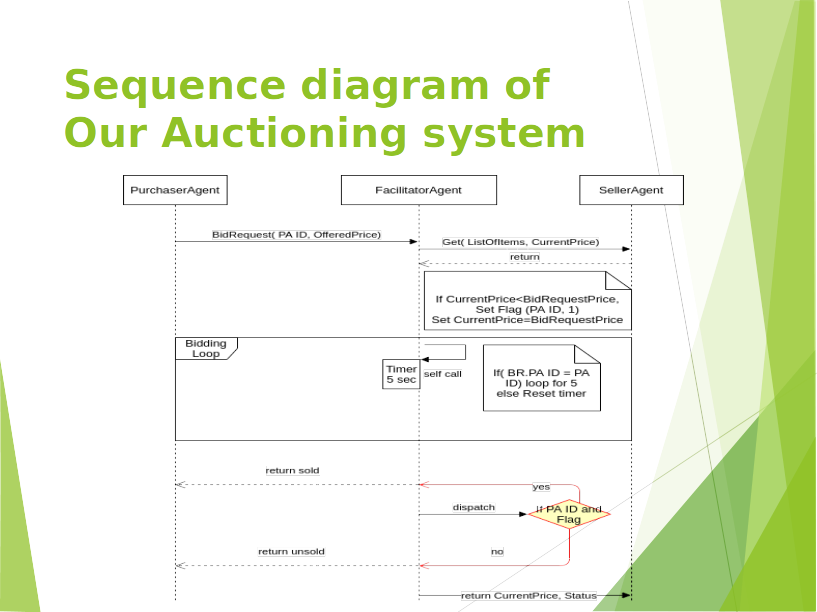 Sequence diagram of
Our Auctioning system
PurchaserAgent
FacilitatorAgent
SellerAgent
BidRequest( PA ID, OfferedPrice)
Get( ListOfItems, CurrentPrice)
return
If CurrentPrice<BidRequestPrice,
Set Flag (PA ID, 1)
Set CurrentPrice=BidRequestPrice
Bidding
Loop
Timer
5 sec
self call
If( BR.PA ID = PA
ID) loop for 5
else Reset timer
return sold
yes
dispatch
If PA ID and
Flag
return unsold
no
return CurrentPrice, Status